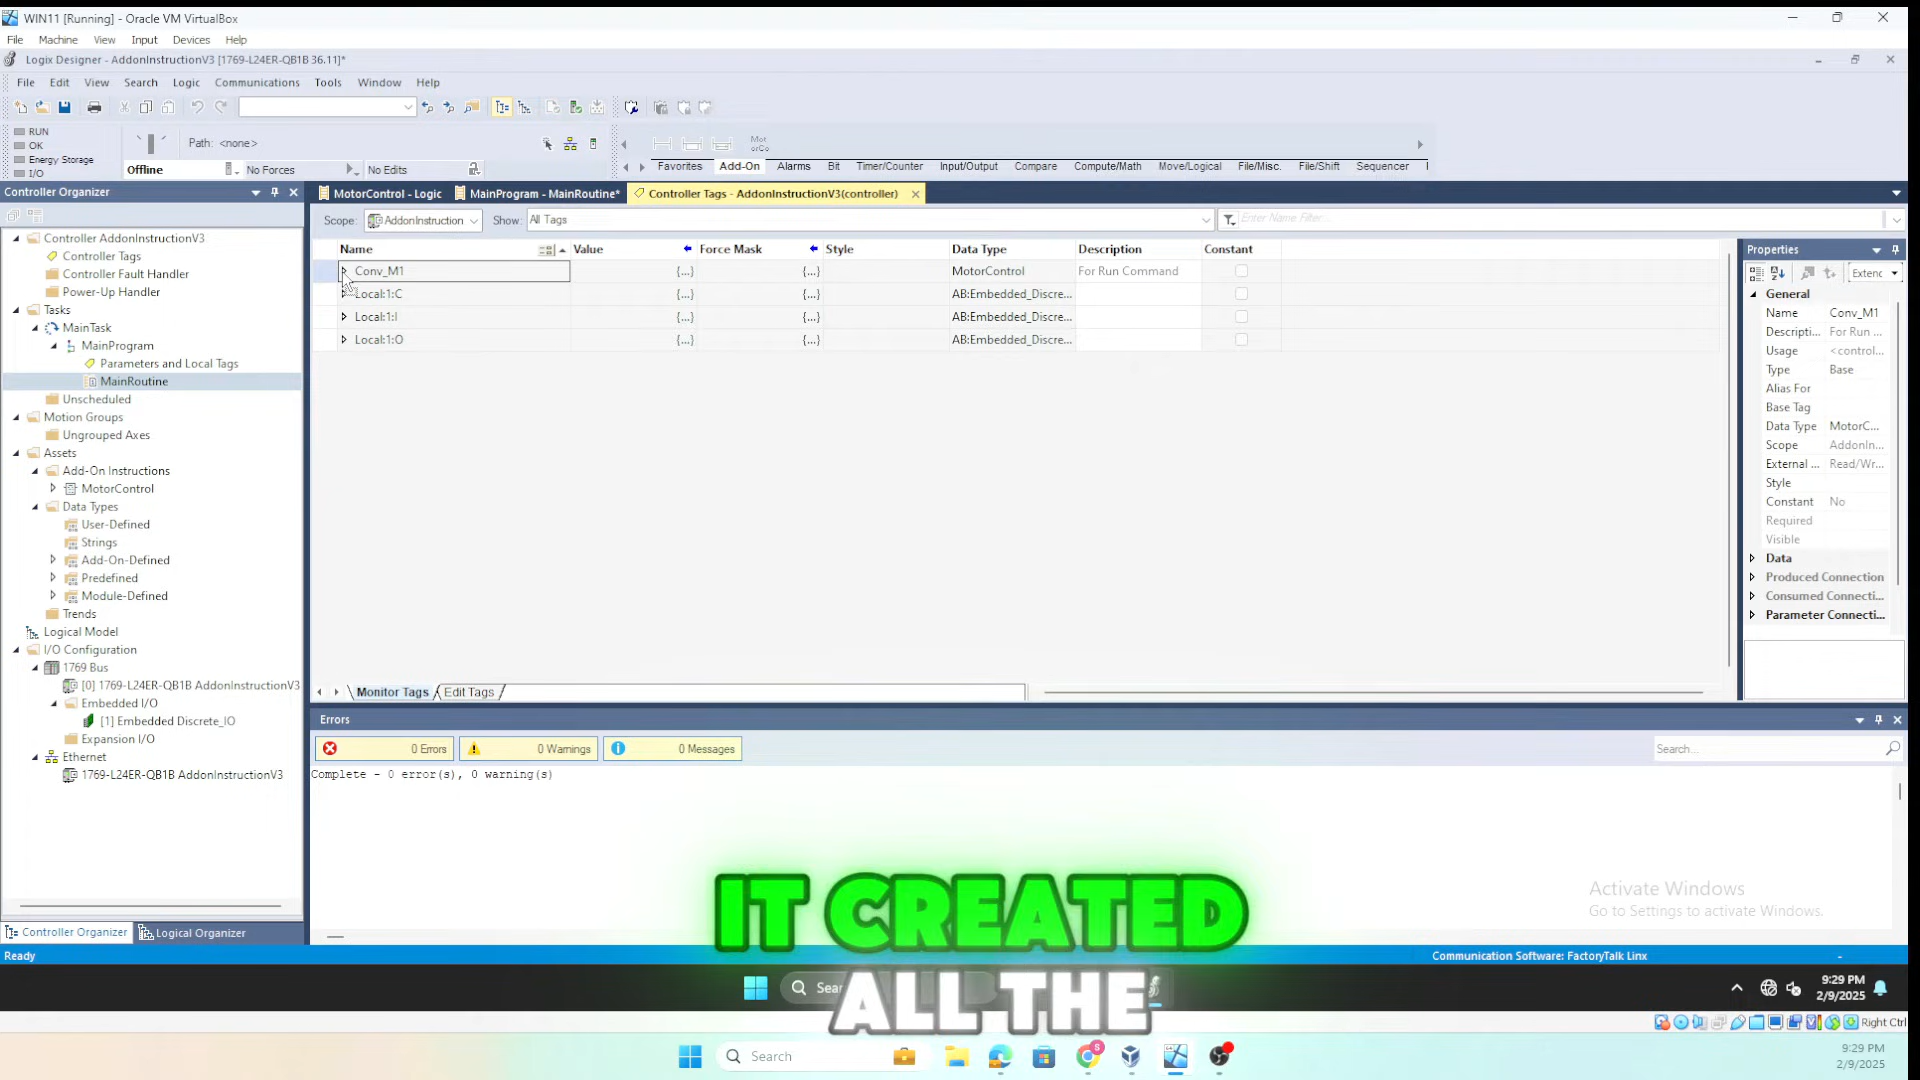 WIN11 [Running] - Oracle VM VirtualBox
File Machine View Input Devices Help
Logix Designer - AddonInstructionV3 [1769-L24ER-QB1B 36.11]*
File Edit View Search Logic Communications Tools Window Help
RUN
OK
Energy Storage
I/O
Path: <none>
Offline
No Forces
No Edits
Mot
orCo
Favorites Add-On Alarms Bit Timer/Counter Input/Output Compare Compute/Math Move/Logical File/Misc. File/Shift Sequencer
Controller Organizer
MotorControl - Logic
MainProgram - MainRoutine*
Controller Tags - AddonInstructionV3(controller)
Scope: AddonInstruction Show: All Tags
Enter Name Filter...
Name Value Force Mask Style Data Type Description Constant
Conv_M1 {...} {...} MotorControl For Run Command
Local:1:C {...} {...} AB:Embedded_Discre...
Local:1:I {...} {...} AB:Embedded_Discre...
Local:1:O {...} {...} AB:Embedded_Discre...
Controller AddonInstructionV3
Controller Tags
Controller Fault Handler
Power-Up Handler
Tasks
MainTask
MainProgram
Parameters and Local Tags
MainRoutine
Unscheduled
Motion Groups
Ungrouped Axes
Assets
Add-On Instructions
MotorControl
Data Types
User-Defined
Strings
Add-On-Defined
Predefined
Module-Defined
Trends
Logical Model
I/O Configuration
1769 Bus
[0] 1769-L24ER-QB1B AddonInstructionV3
Embedded I/O
[1] Embedded Discrete_IO
Expansion I/O
Ethernet
1769-L24ER-QB1B AddonInstructionV3
Controller Organizer Logical Organizer
Properties
Extenc
General
Name Conv_M1
Descripti... For Run ...
Usage <control...
Type Base
Alias For
Base Tag
Data Type MotorC...
Scope AddonIn...
External ... Read/Wr...
Style
Constant No
Required
Visible
Data
Produced Connection
Consumed Connecti...
Parameter Connecti...
Monitor Tags Edit Tags
Errors
0 Errors 0 Warnings 0 Messages
Search...
Complete - 0 error(s), 0 warning(s)
IT CREATED
ALL THE
Activate Windows
Go to Settings to activate Windows.
Ready
Communication Software: FactoryTalk Linx
Sear
9:29 PM
2/9/2025
Right Ctrl
Search
5
9:29 PM
2/9/2025